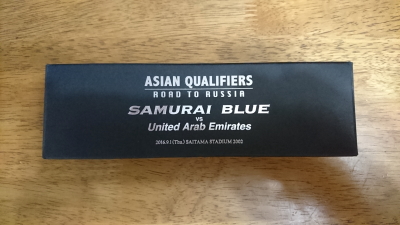 ASIAN QUALIFIERS
ROAD TO RUSSIA
SAMURAI BLUE
VS
United Arab Emirates
2016.9.1 (Thu.) SAITAMA STADIUM 2002